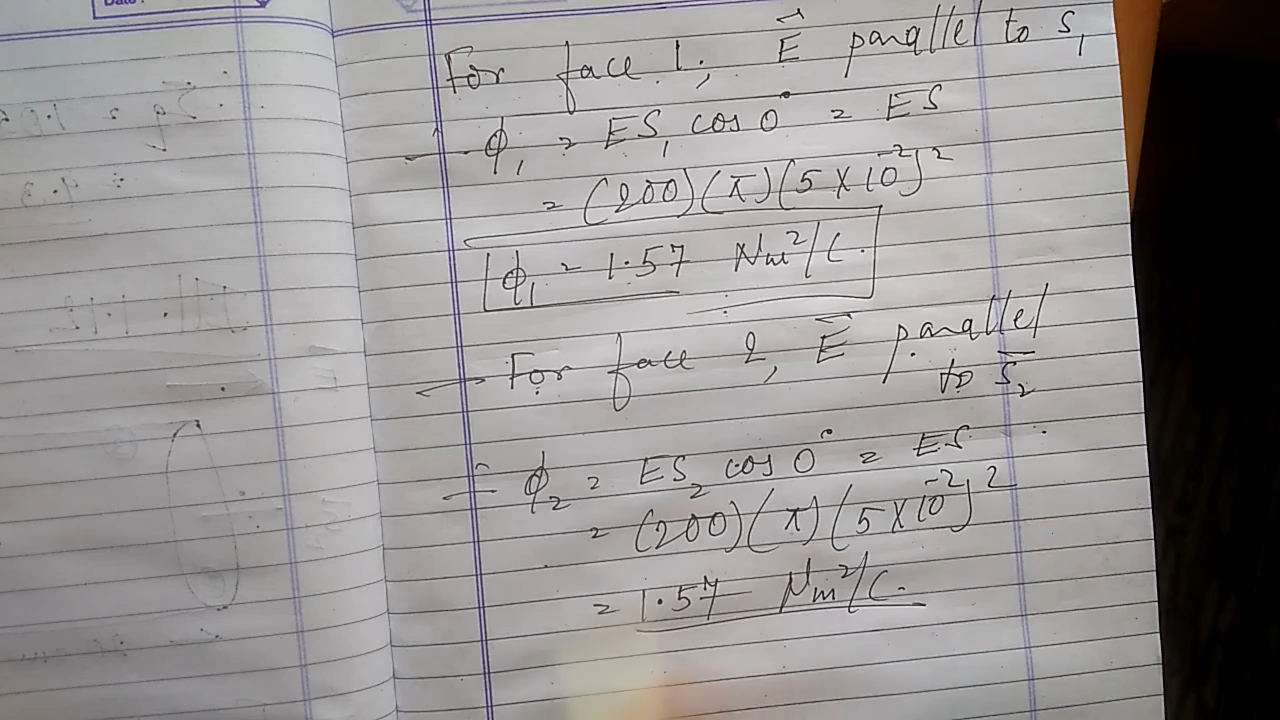 Date :
For face 1, E⃗ parallel to S₁
∴ ϕ₁ = ES₁ cos 0° = ES
= (200)(π)(5 × 10⁻²)²
ϕ₁ = 1.57 Nm²/C.
For face 2, E⃗ parallel
to S̅₂
∴ ϕ₂ = ES₂ cos 0° = ES
= (200)(π)(5 × 10⁻²)²
= 1.57 Nm²/C.